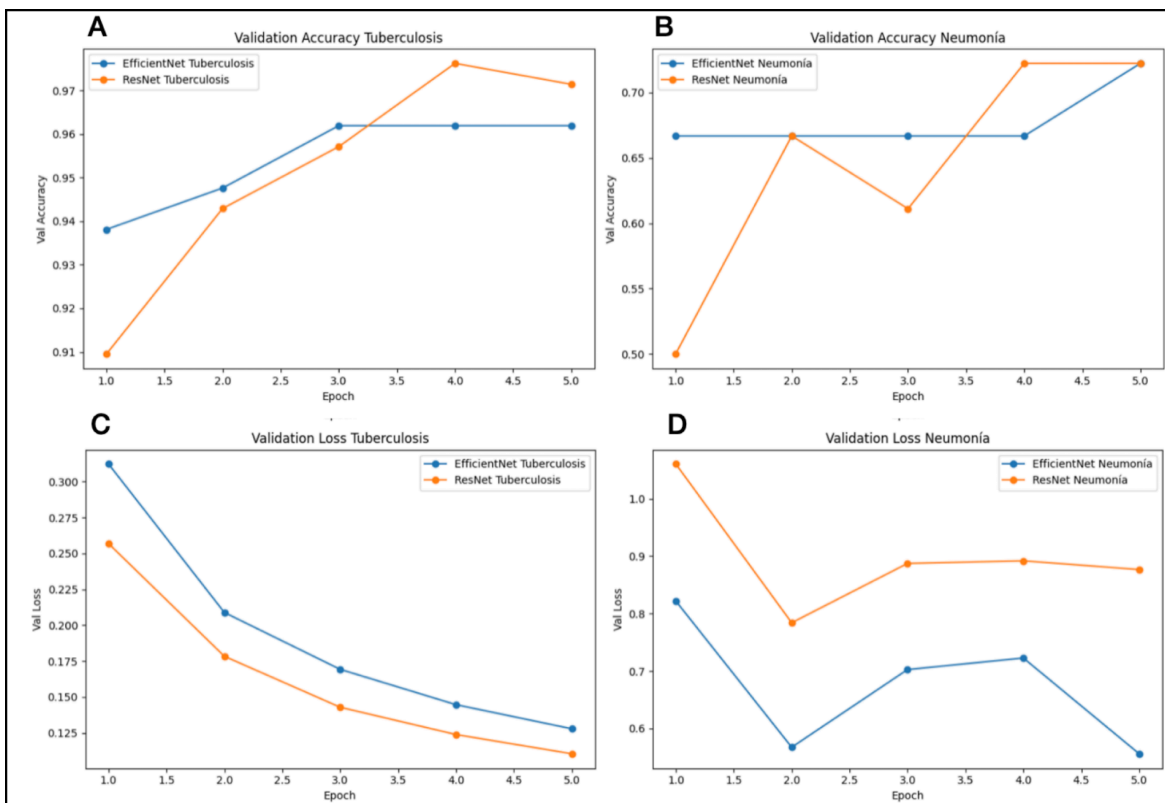 A
Validation Accuracy Tuberculosis
EfficientNet Tuberculosis
ResNet Tuberculosis
0.97
0.96
0.95
0.94
0.93
0.92
0.91
Val Accuracy
1.0 1.5 2.0 2.5 3.0 3.5 4.0 4.5 5.0
Epoch
B
Validation Accuracy Neumonía
EfficientNet Neumonía
ResNet Neumonía
0.70
0.65
0.60
0.55
0.50
Val Accuracy
1.0 1.5 2.0 2.5 3.0 3.5 4.0 4.5 5.0
Epoch
C
Validation Loss Tuberculosis
EfficientNet Tuberculosis
ResNet Tuberculosis
0.300
0.275
0.250
0.225
0.200
0.175
0.150
0.125
Val Loss
1.0 1.5 2.0 2.5 3.0 3.5 4.0 4.5 5.0
Epoch
D
Validation Loss Neumonía
EfficientNet Neumonía
ResNet Neumonía
1.0
0.9
0.8
0.7
0.6
Val Loss
1.0 1.5 2.0 2.5 3.0 3.5 4.0 4.5 5.0
Epoch